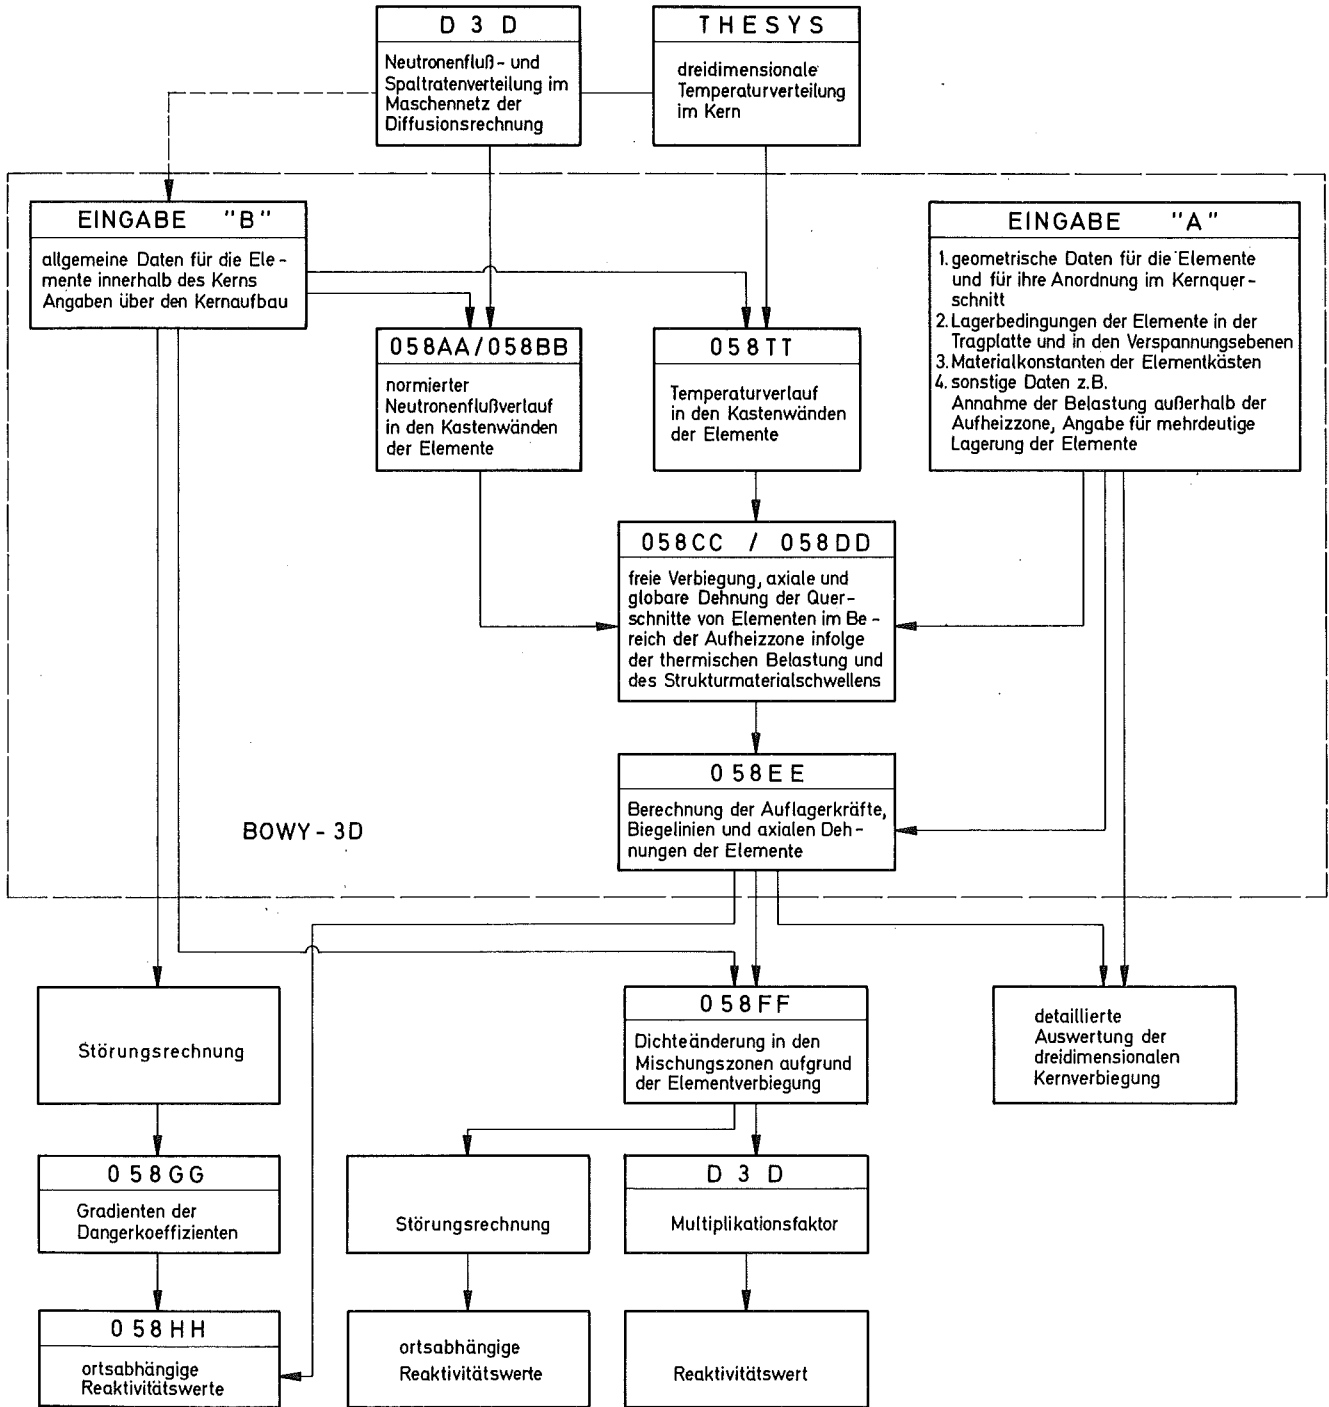 D 3 D
Neutronenfluß- und
Spaltratenverteilung im
Maschennetz der
Diffusionsrechnung
THESYS
dreidimensionale
Temperaturverteilung
im Kern
EINGABE "B"
allgemeine Daten für die Ele-
mente innerhalb des Kerns
Angaben über den Kernaufbau
EINGABE "A"
1. geometrische Daten für die Elemente
und für ihre Anordnung im Kernquer-
schnitt
2. Lagerbedingungen der Elemente in der
Tragplatte und in den Verspannungsebenen
3. Materialkonstanten der Elementkästen
4. sonstige Daten z.B.
Annahme der Belastung außerhalb der
Aufheizzone, Angabe für mehrdeutige
Lagerung der Elemente
058AA/058BB
normierter
Neutronenflußverlauf
in den Kastenwänden
der Elemente
058TT
Temperaturverlauf
in den Kastenwänden
der Elemente
058CC / 058DD
freie Verbiegung, axiale und
globare Dehnung der Quer-
schnitte von Elementen im Be-
reich der Aufheizzone infolge
der thermischen Belastung und
des Strukturmaterialschwellens
058EE
Berechnung der Auflagerkräfte,
Biegelinien und axialen Deh-
nungen der Elemente
BOWY-3D
Störungsrechnung
058FF
Dichteänderung in den
Mischungszonen aufgrund
der Elementverbiegung
detaillierte
Auswertung der
dreidimensionalen
Kernverbiegung
058GG
Gradienten der
Dangerkoeffizienten
Störungsrechnung
D 3 D
Multiplikationsfaktor
058HH
ortsabhängige
Reaktivitätswerte
ortsabhängige
Reaktivitätswerte
Reaktivitätswert